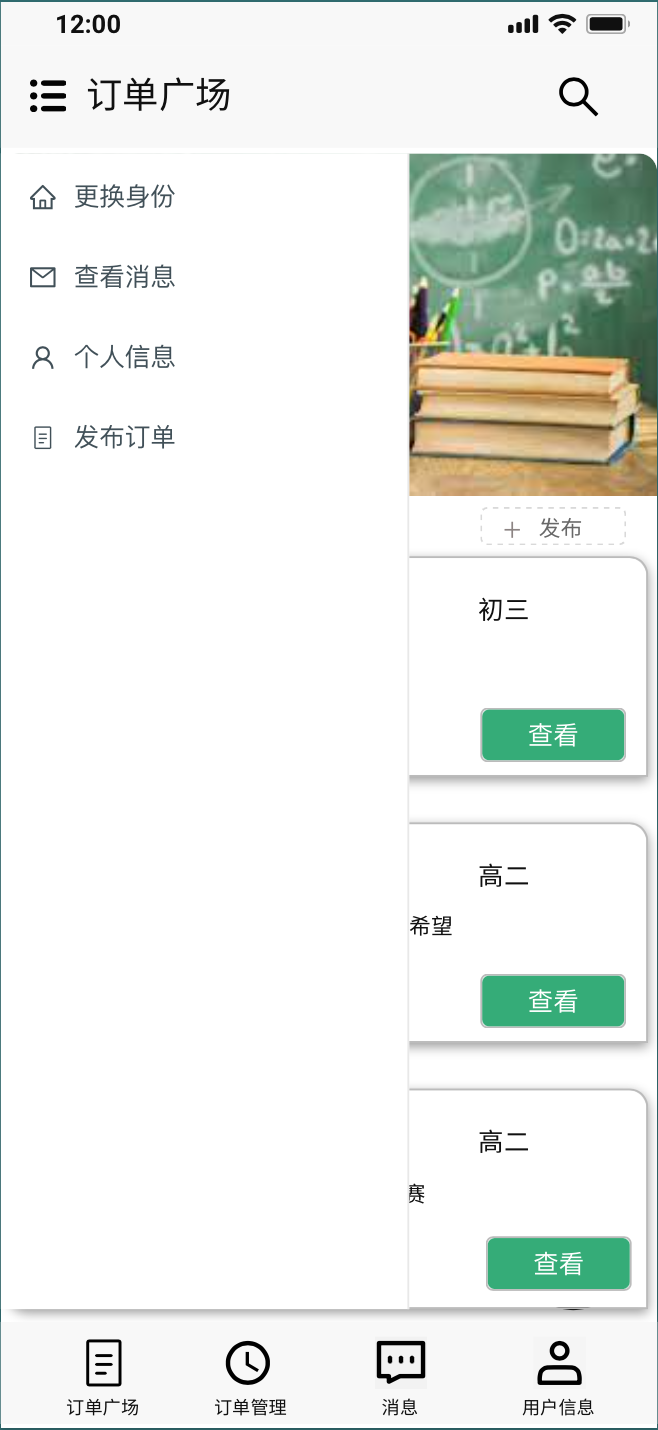 12:00
订单广场
更换身份
查看消息
个人信息
发布订单
+ 发布
初三
查看
高二
希望
查看
高二
赛
查看
订单广场 订单管理 消息 用户信息